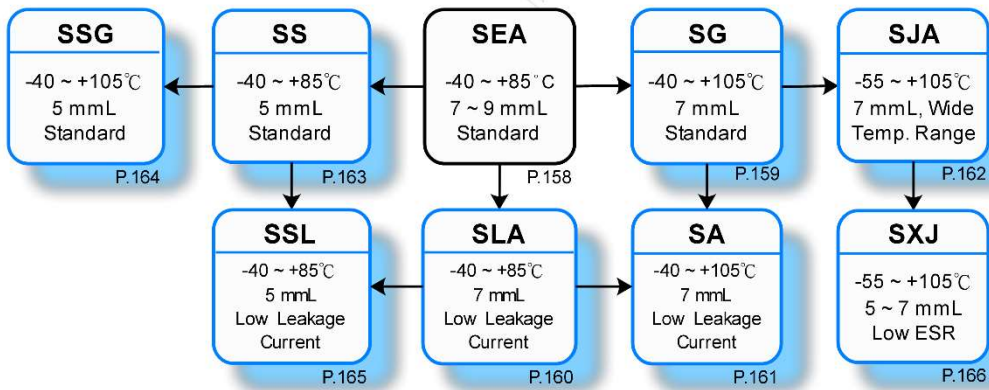 SSG
-40 ~ +105℃
5 mmL
Standard
P.164
SS
-40 ~ +85℃
5 mmL
Standard
P.163
SEA
-40 ~ +85°C
7 ~ 9 mmL
Standard
P.158
SG
-40 ~ +105℃
7 mmL
Standard
P.159
SJA
-55 ~ +105℃
7 mmL, Wide
Temp. Range
P.162
SSL
-40 ~ +85℃
5 mmL
Low Leakage
Current
P.165
SLA
-40 ~ +85℃
7 mmL
Low Leakage
Current
P.160
SA
-40 ~ +105℃
7 mmL
Low Leakage
Current
P.161
SXJ
-55 ~ +105℃
5 ~ 7 mmL
Low ESR
P.166